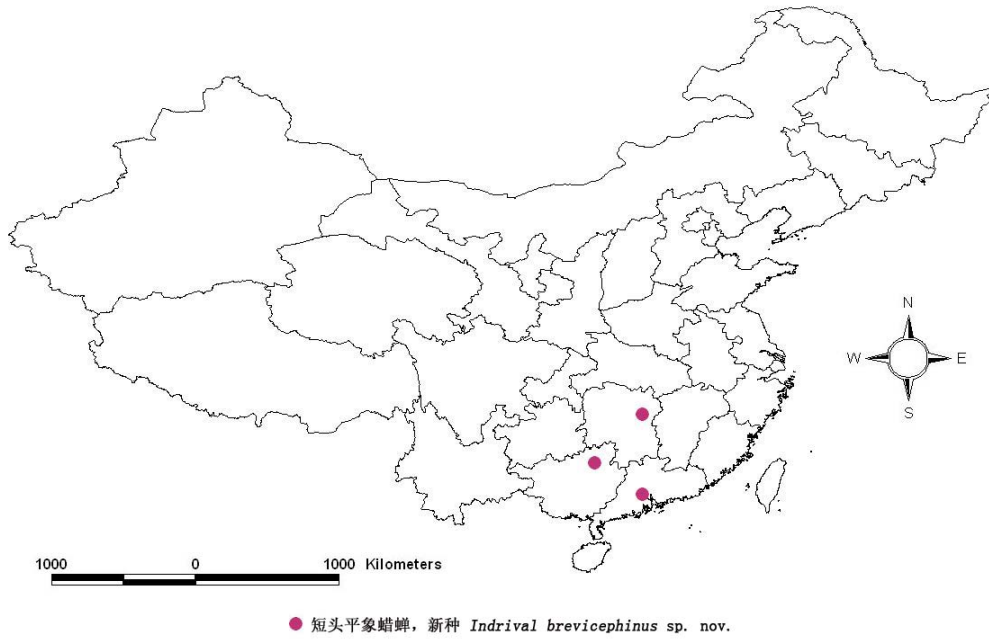 N
W E
S
1000 0 1000 Kilometers
短头平象蜡蝉，新种 Indrival brevicephinus sp. nov.